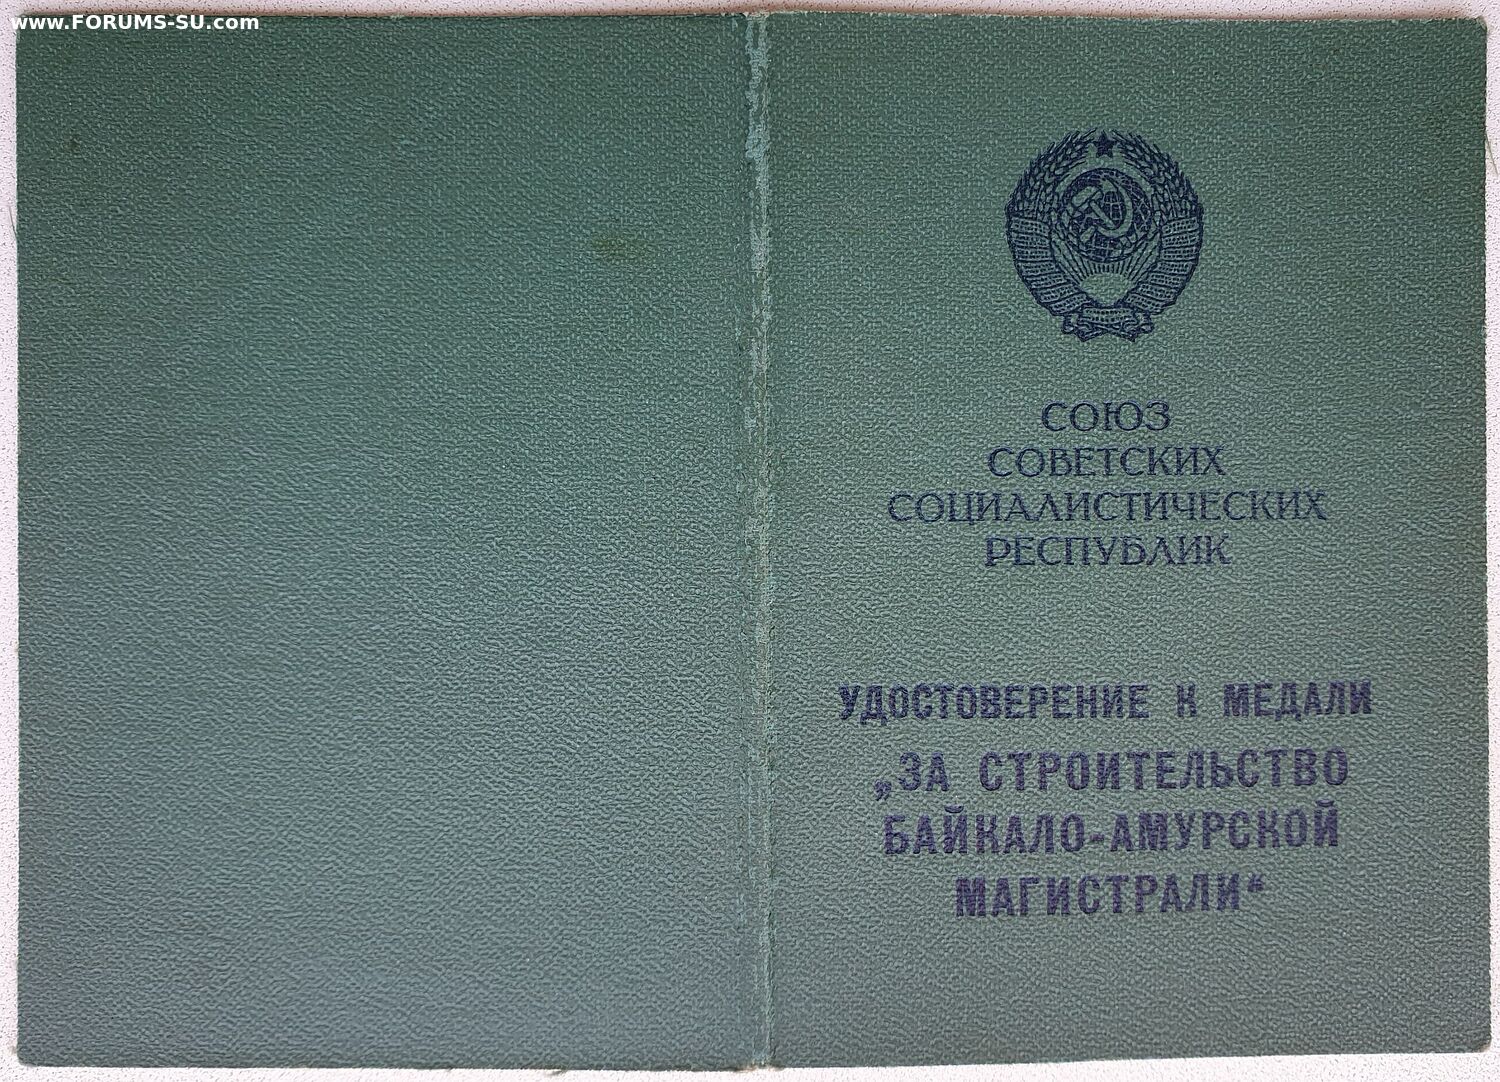 www.FORUMS-SU.com
СОЮЗ
СОВЕТСКИХ
СОЦИАЛИСТИЧЕСКИХ
РЕСПУБЛИК
УДОСТОВЕРЕНИЕ К МЕДАЛИ
„ЗА СТРОИТЕЛЬСТВО
БАЙКАЛО-АМУРСКОЙ
МАГИСТРАЛИ“